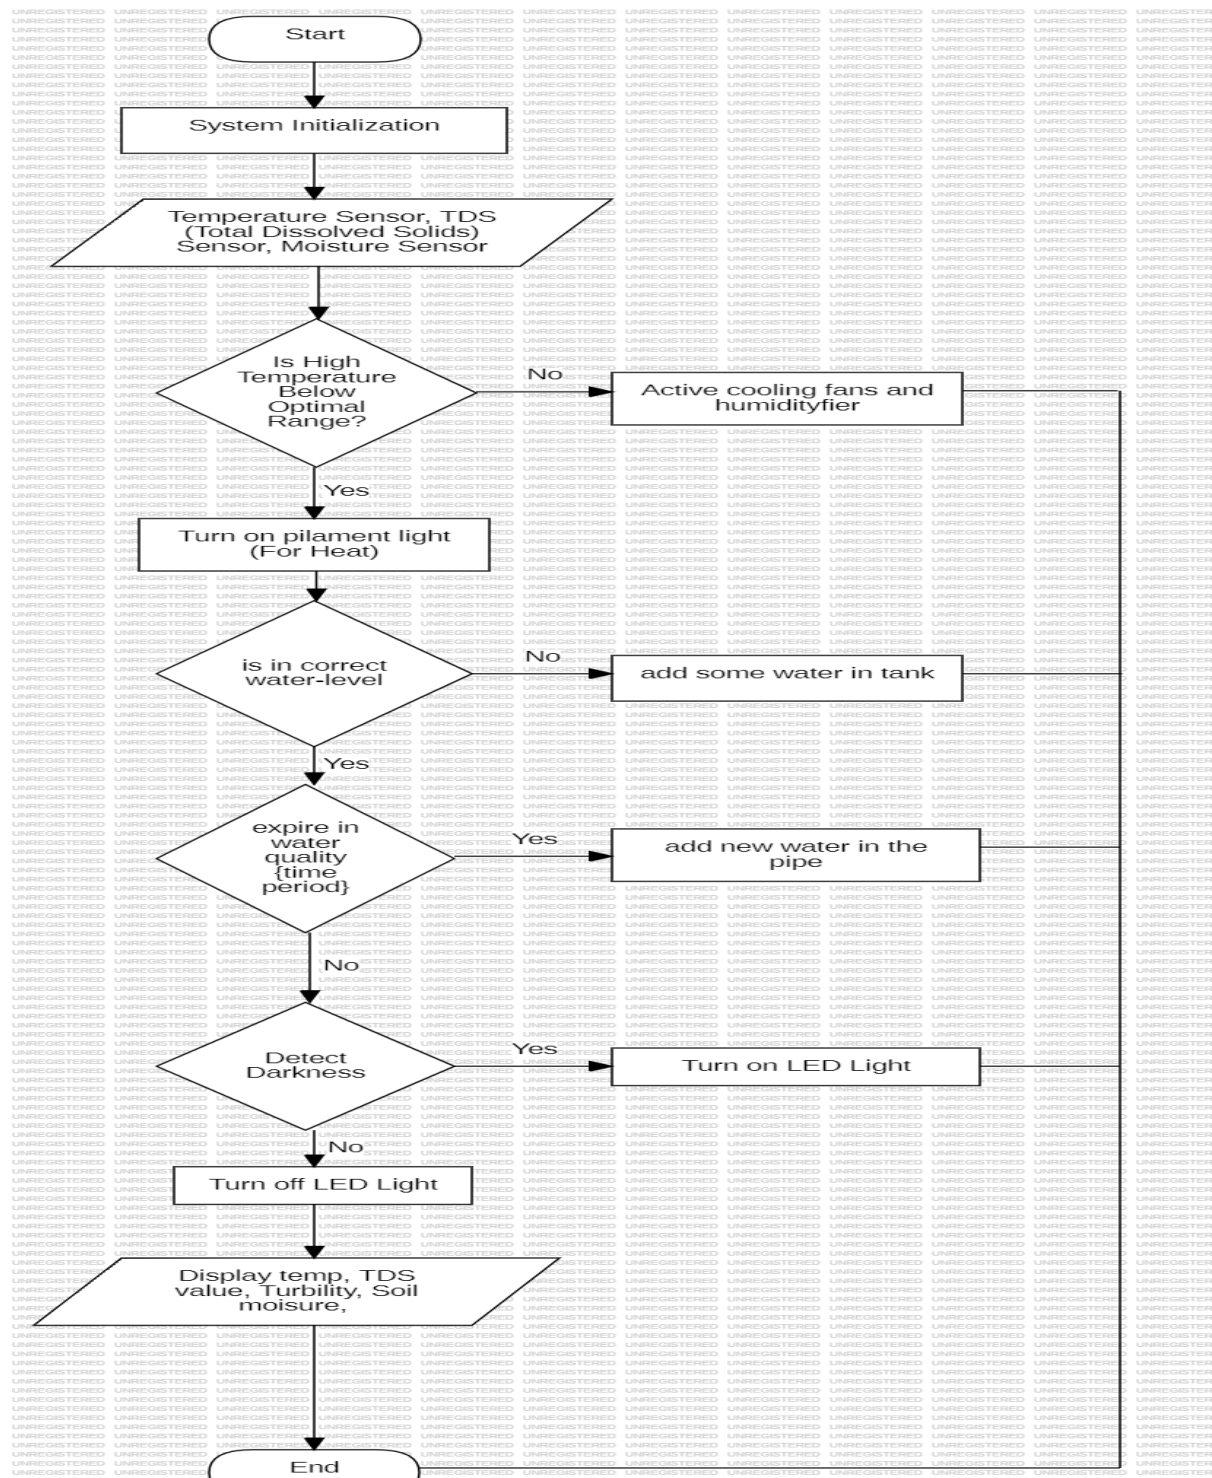 Start
System Initialization
Temperature Sensor, TDS
(Total Dissolved Solids)
Sensor, Moisture Sensor
Is High
Temperature
Below
Optimal
Range?
No
Active cooling fans and
humidityfier
Yes
Turn on pilament light
(For Heat)
is in correct
water-level
No
add some water in tank
Yes
expire in
water
quality
{time
period}
Yes
add new water in the
pipe
No
Detect
Darkness
Yes
Turn on LED Light
No
Turn off LED Light
Display temp, TDS
value, Turbility, Soil
moisure,
End
UNREGISTERED